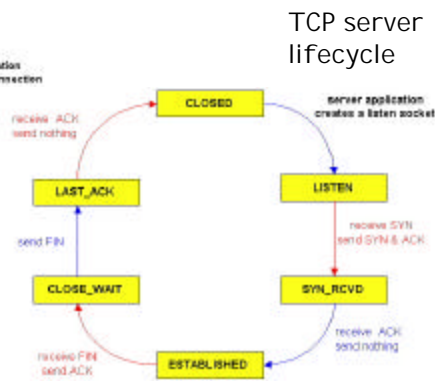 TCP server
lifecycle
nnection
CLOSED
server application
creates a listen socket
receive ACK
send nothing
LAST_ACK
LISTEN
receive SYN
send SYN & ACK
send FIN
CLOSE_WAIT
SYN_RCVD
receive ACK
send nothing
receive FIN
send ACK
ESTABLISHED